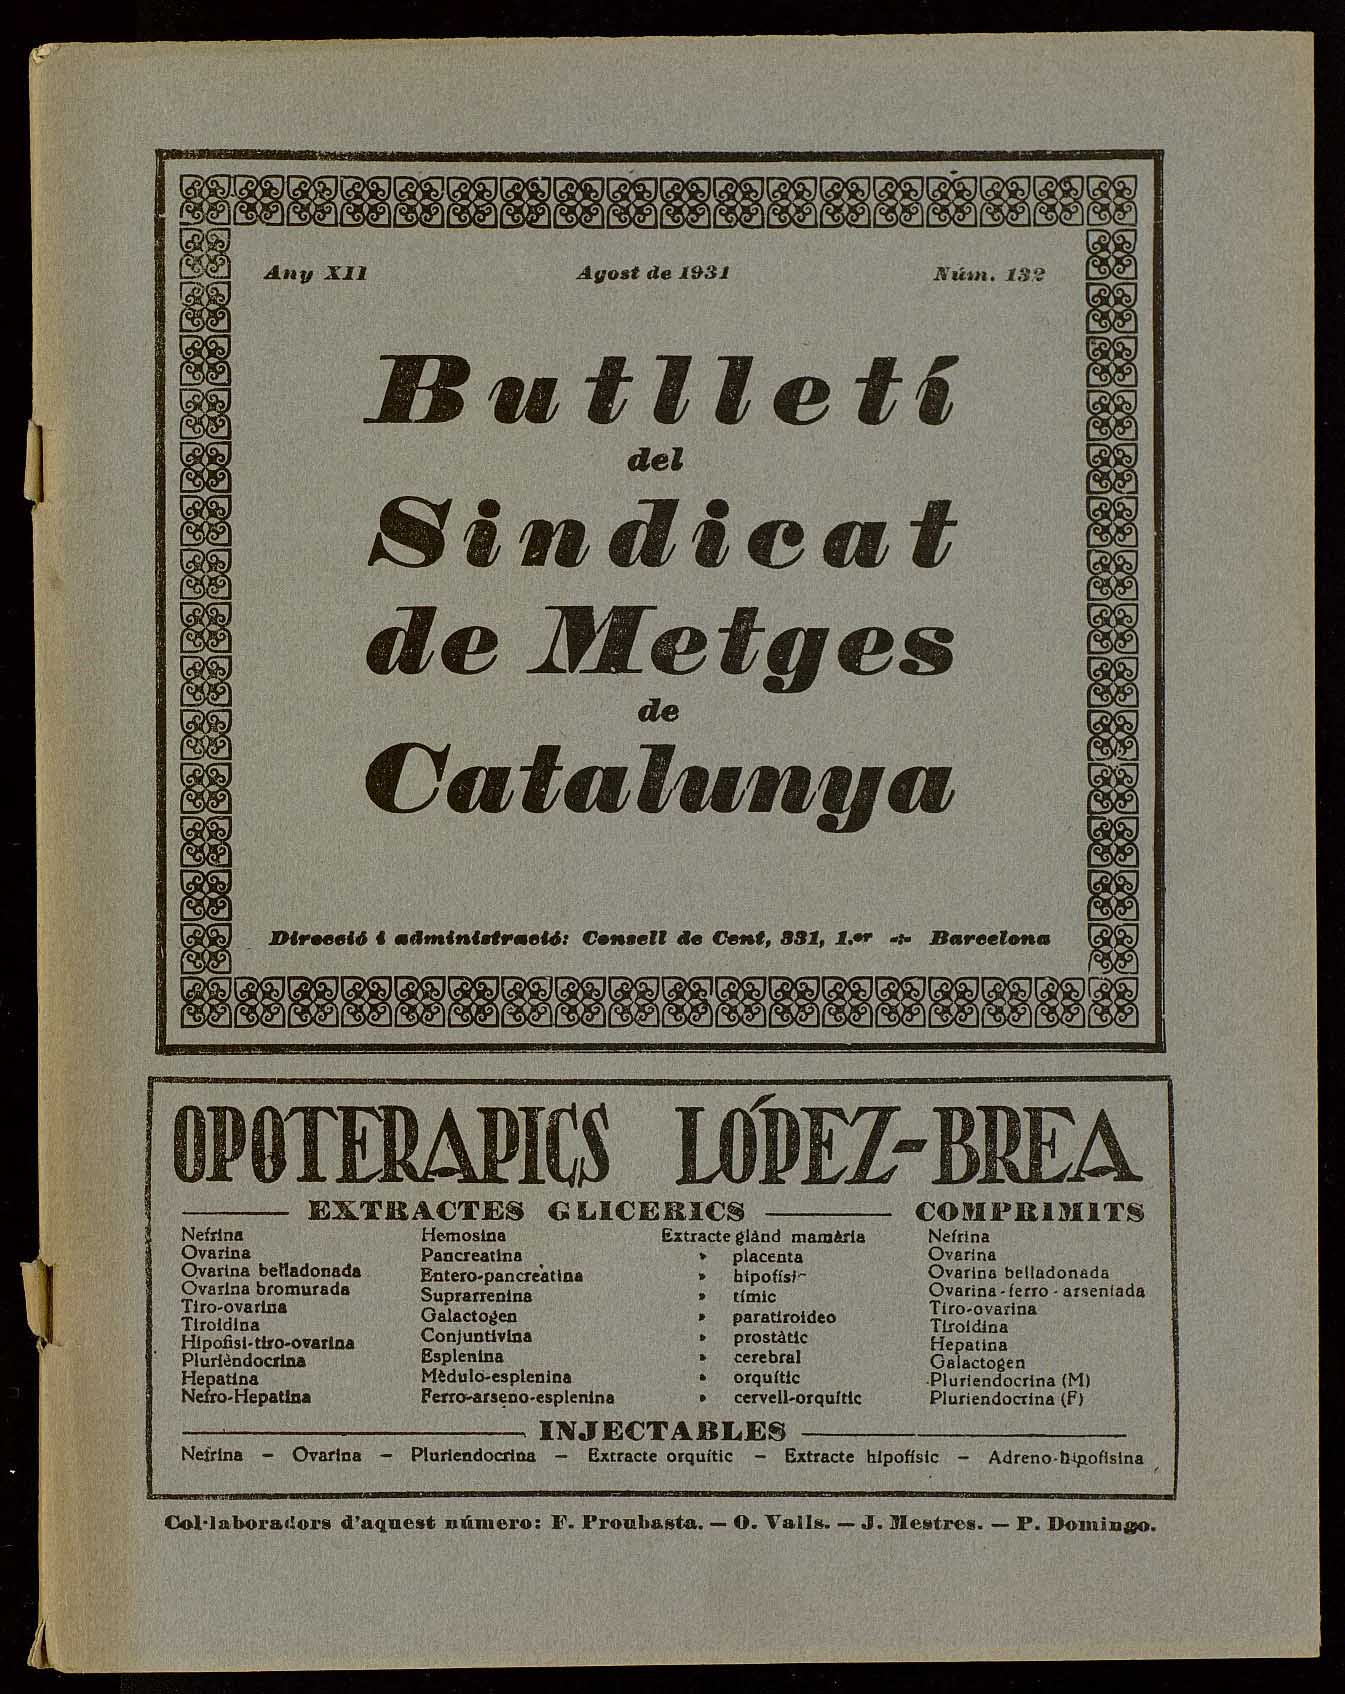 Any XII Agost de 1931 Núm. 132
Butlletí
del
Sindicat
de Metges
de
Catalunya
Direcció i administració: Consell de Cent, 331, 1.er -:- Barcelona
OPOTERAPICS LÓPEZ-BREA
EXTRACTES GLICERICS
Nefrina
Ovarina
Ovarina belladonada
Ovarina bromurada
Tiro-ovarina
Tiroidina
Hipofisi-tiro-ovarina
Plurièndocrina
Hepatina
Nefro-Hepatina
Hemosina
Pancreatina
Entero-pancreàtina
Suprarrenina
Galactogen
Conjuntivina
Esplenina
Mèdulo-esplenina
Ferro-arseno-esplenina
Extracte glànd mamària
» placenta
» hipofísi
» tímic
» paratiroideo
» prostàtic
» cerebral
» orquític
» cervell-orquític
COMPRIMITS
Nefrina
Ovarina
Ovarina belladonada
Ovarina-ferro-arseniada
Tiro-ovarina
Tiroidina
Hepatina
Galactogen
Pluriendocrina (M)
Pluriendocrina (F)
INJECTABLES
Nefrina — Ovarina — Pluriendocrina — Extracte orquític — Extracte hipofísic — Adreno-hipofisina
Col·laboradors d'aquest número: F. Proubasta. — O. Valls. — J. Mestres. — P. Domingo.